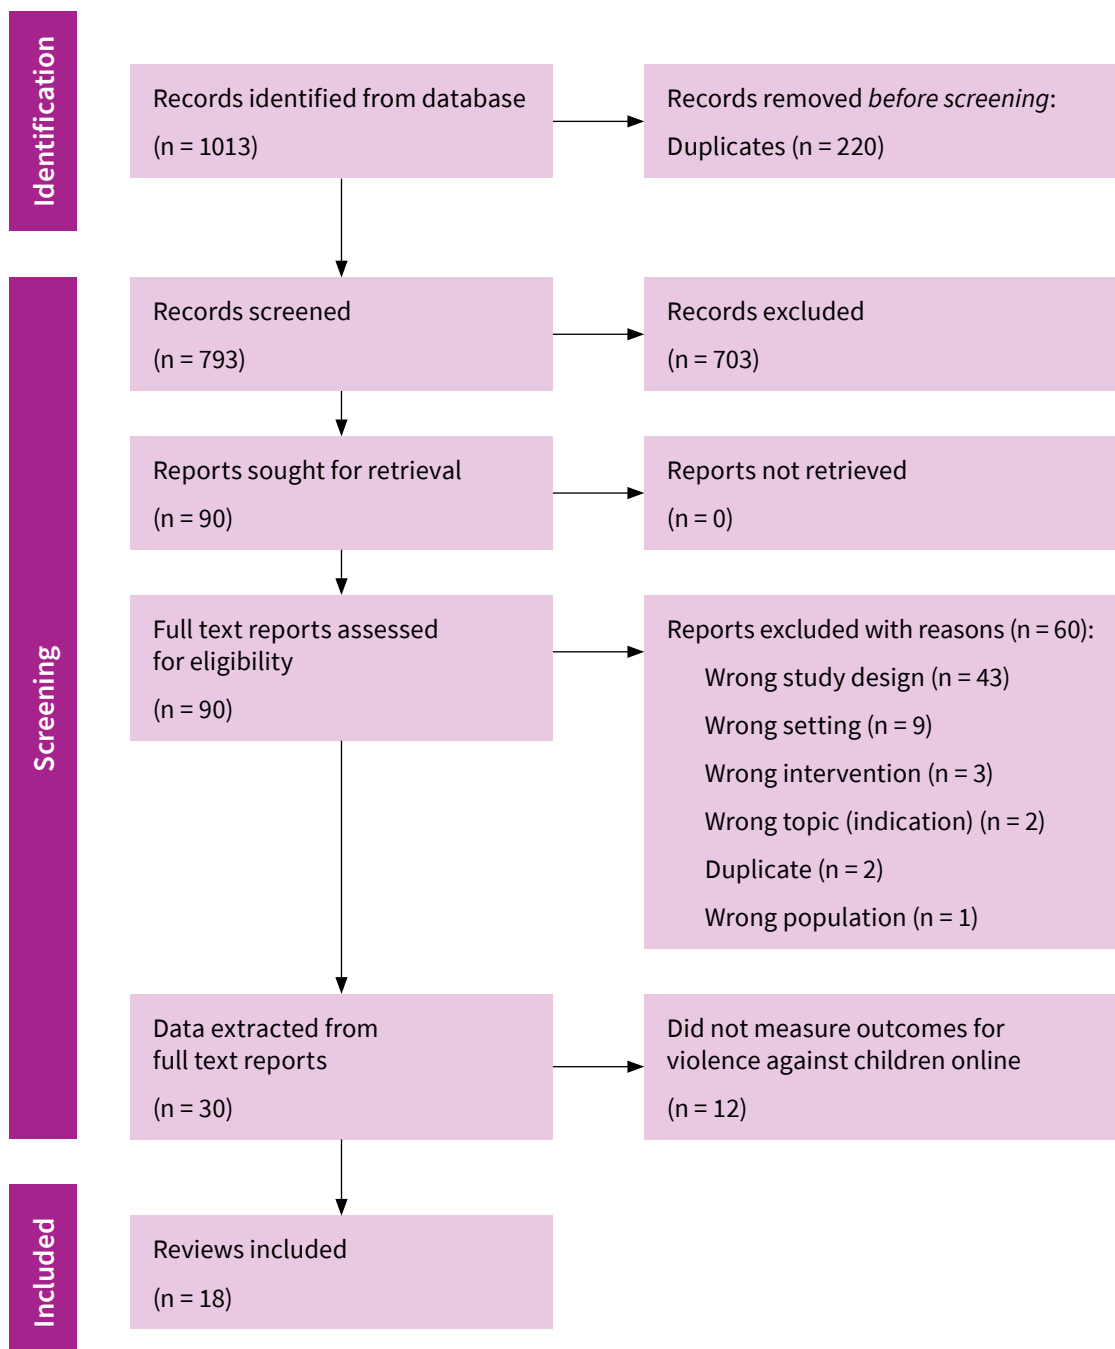 Identification
Records identified from database
(n = 1013)
Records removed before screening:
Duplicates (n = 220)
Screening
Records screened
(n = 793)
Records excluded
(n = 703)
Reports sought for retrieval
(n = 90)
Reports not retrieved
(n = 0)
Full text reports assessed
for eligibility
(n = 90)
Reports excluded with reasons (n = 60):
Wrong study design (n = 43)
Wrong setting (n = 9)
Wrong intervention (n = 3)
Wrong topic (indication) (n = 2)
Duplicate (n = 2)
Wrong population (n = 1)
Data extracted from
full text reports
(n = 30)
Did not measure outcomes for
violence against children online
(n = 12)
Included
Reviews included
(n = 18)